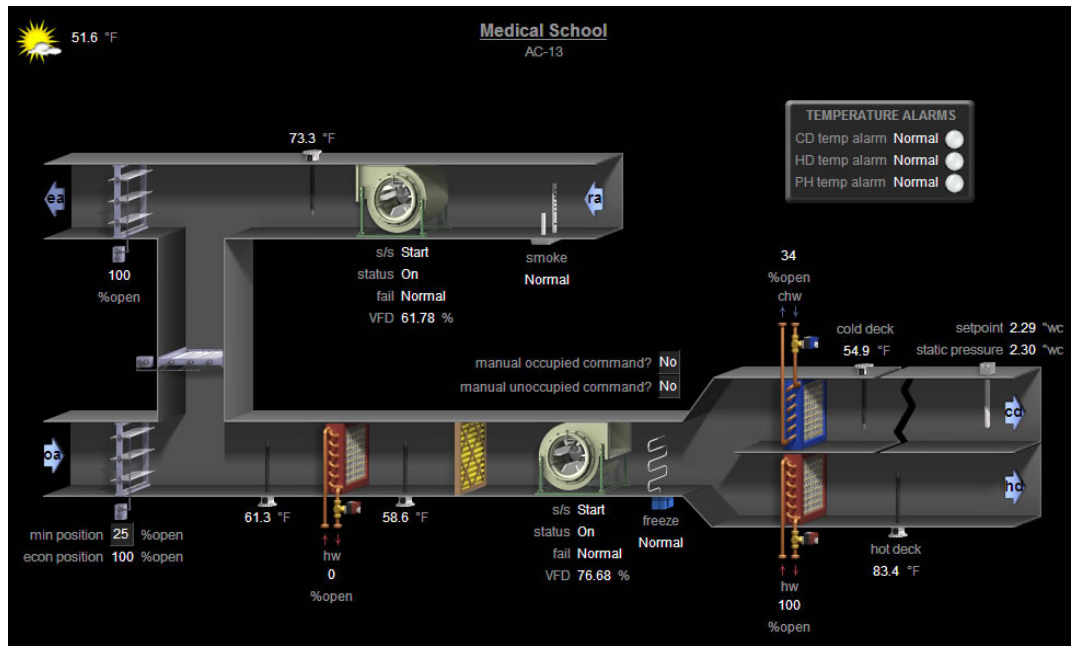 51.6 °F
Medical School
AC-13
TEMPERATURE ALARMS
CD temp alarm Normal
HD temp alarm Normal
PH temp alarm Normal
73.3 °F
ea
ra
s/s Start
status On
fail Normal
VFD 61.78 %
smoke
Normal
100
%open
34
%open
chw
cold deck
54.9 °F
setpoint 2.29 "wc
static pressure 2.30 "wc
manual occupied command? No
manual unoccupied command? No
cd
oa
hd
61.3 °F
58.6 °F
min position 25 %open
econ position 100 %open
hw
0
%open
s/s Start
status On
fail Normal
VFD 76.68 %
freeze
Normal
hot deck
83.4 °F
hw
100
%open